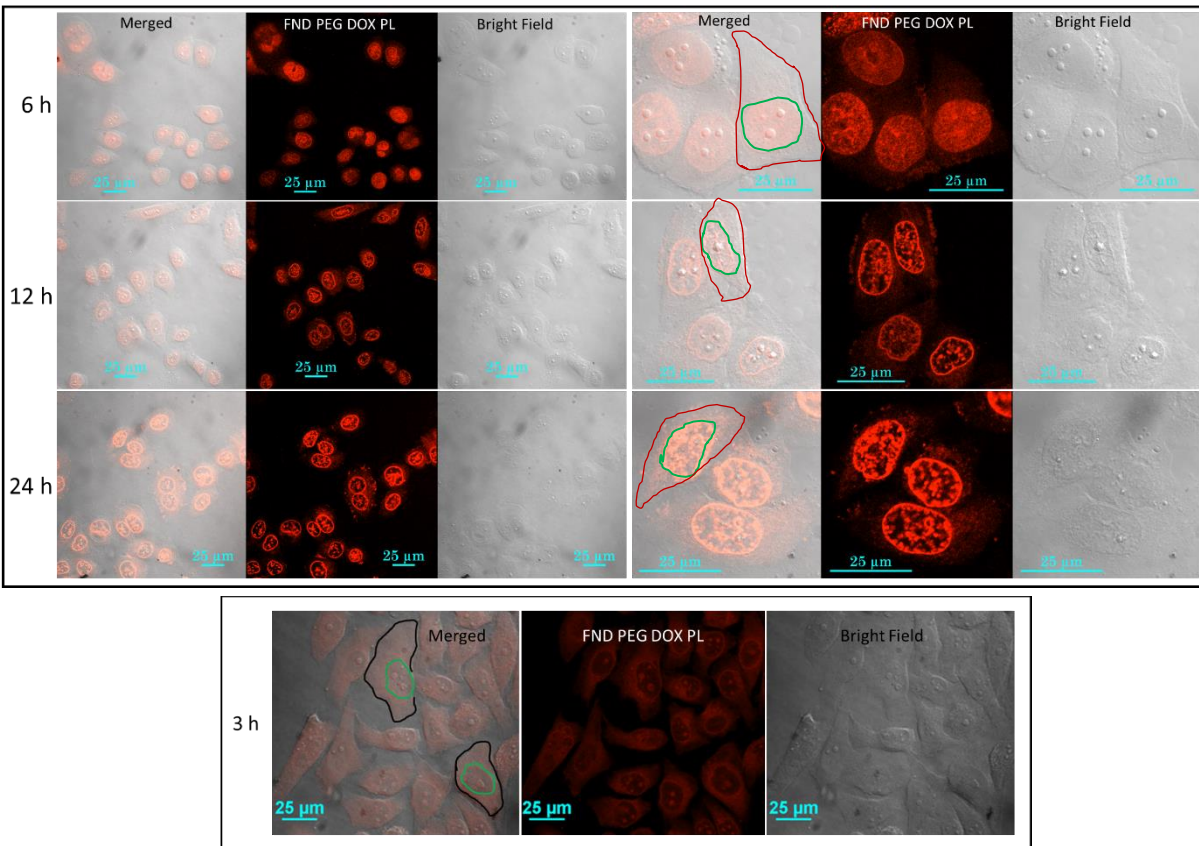 Merged FND PEG DOX PL Bright Field Merged FND PEG DOX PL Bright Field
6 h
25 μm 25 μm 25 μm 25 μm 25 μm 25 μm
12 h
25 μm 25 μm 25 μm 25 μm 25 μm 25 μm
24 h
25 μm 25 μm 25 μm 25 μm 25 μm 25 μm
Merged FND PEG DOX PL Bright Field
3 h
25 μm 25 μm 25 μm